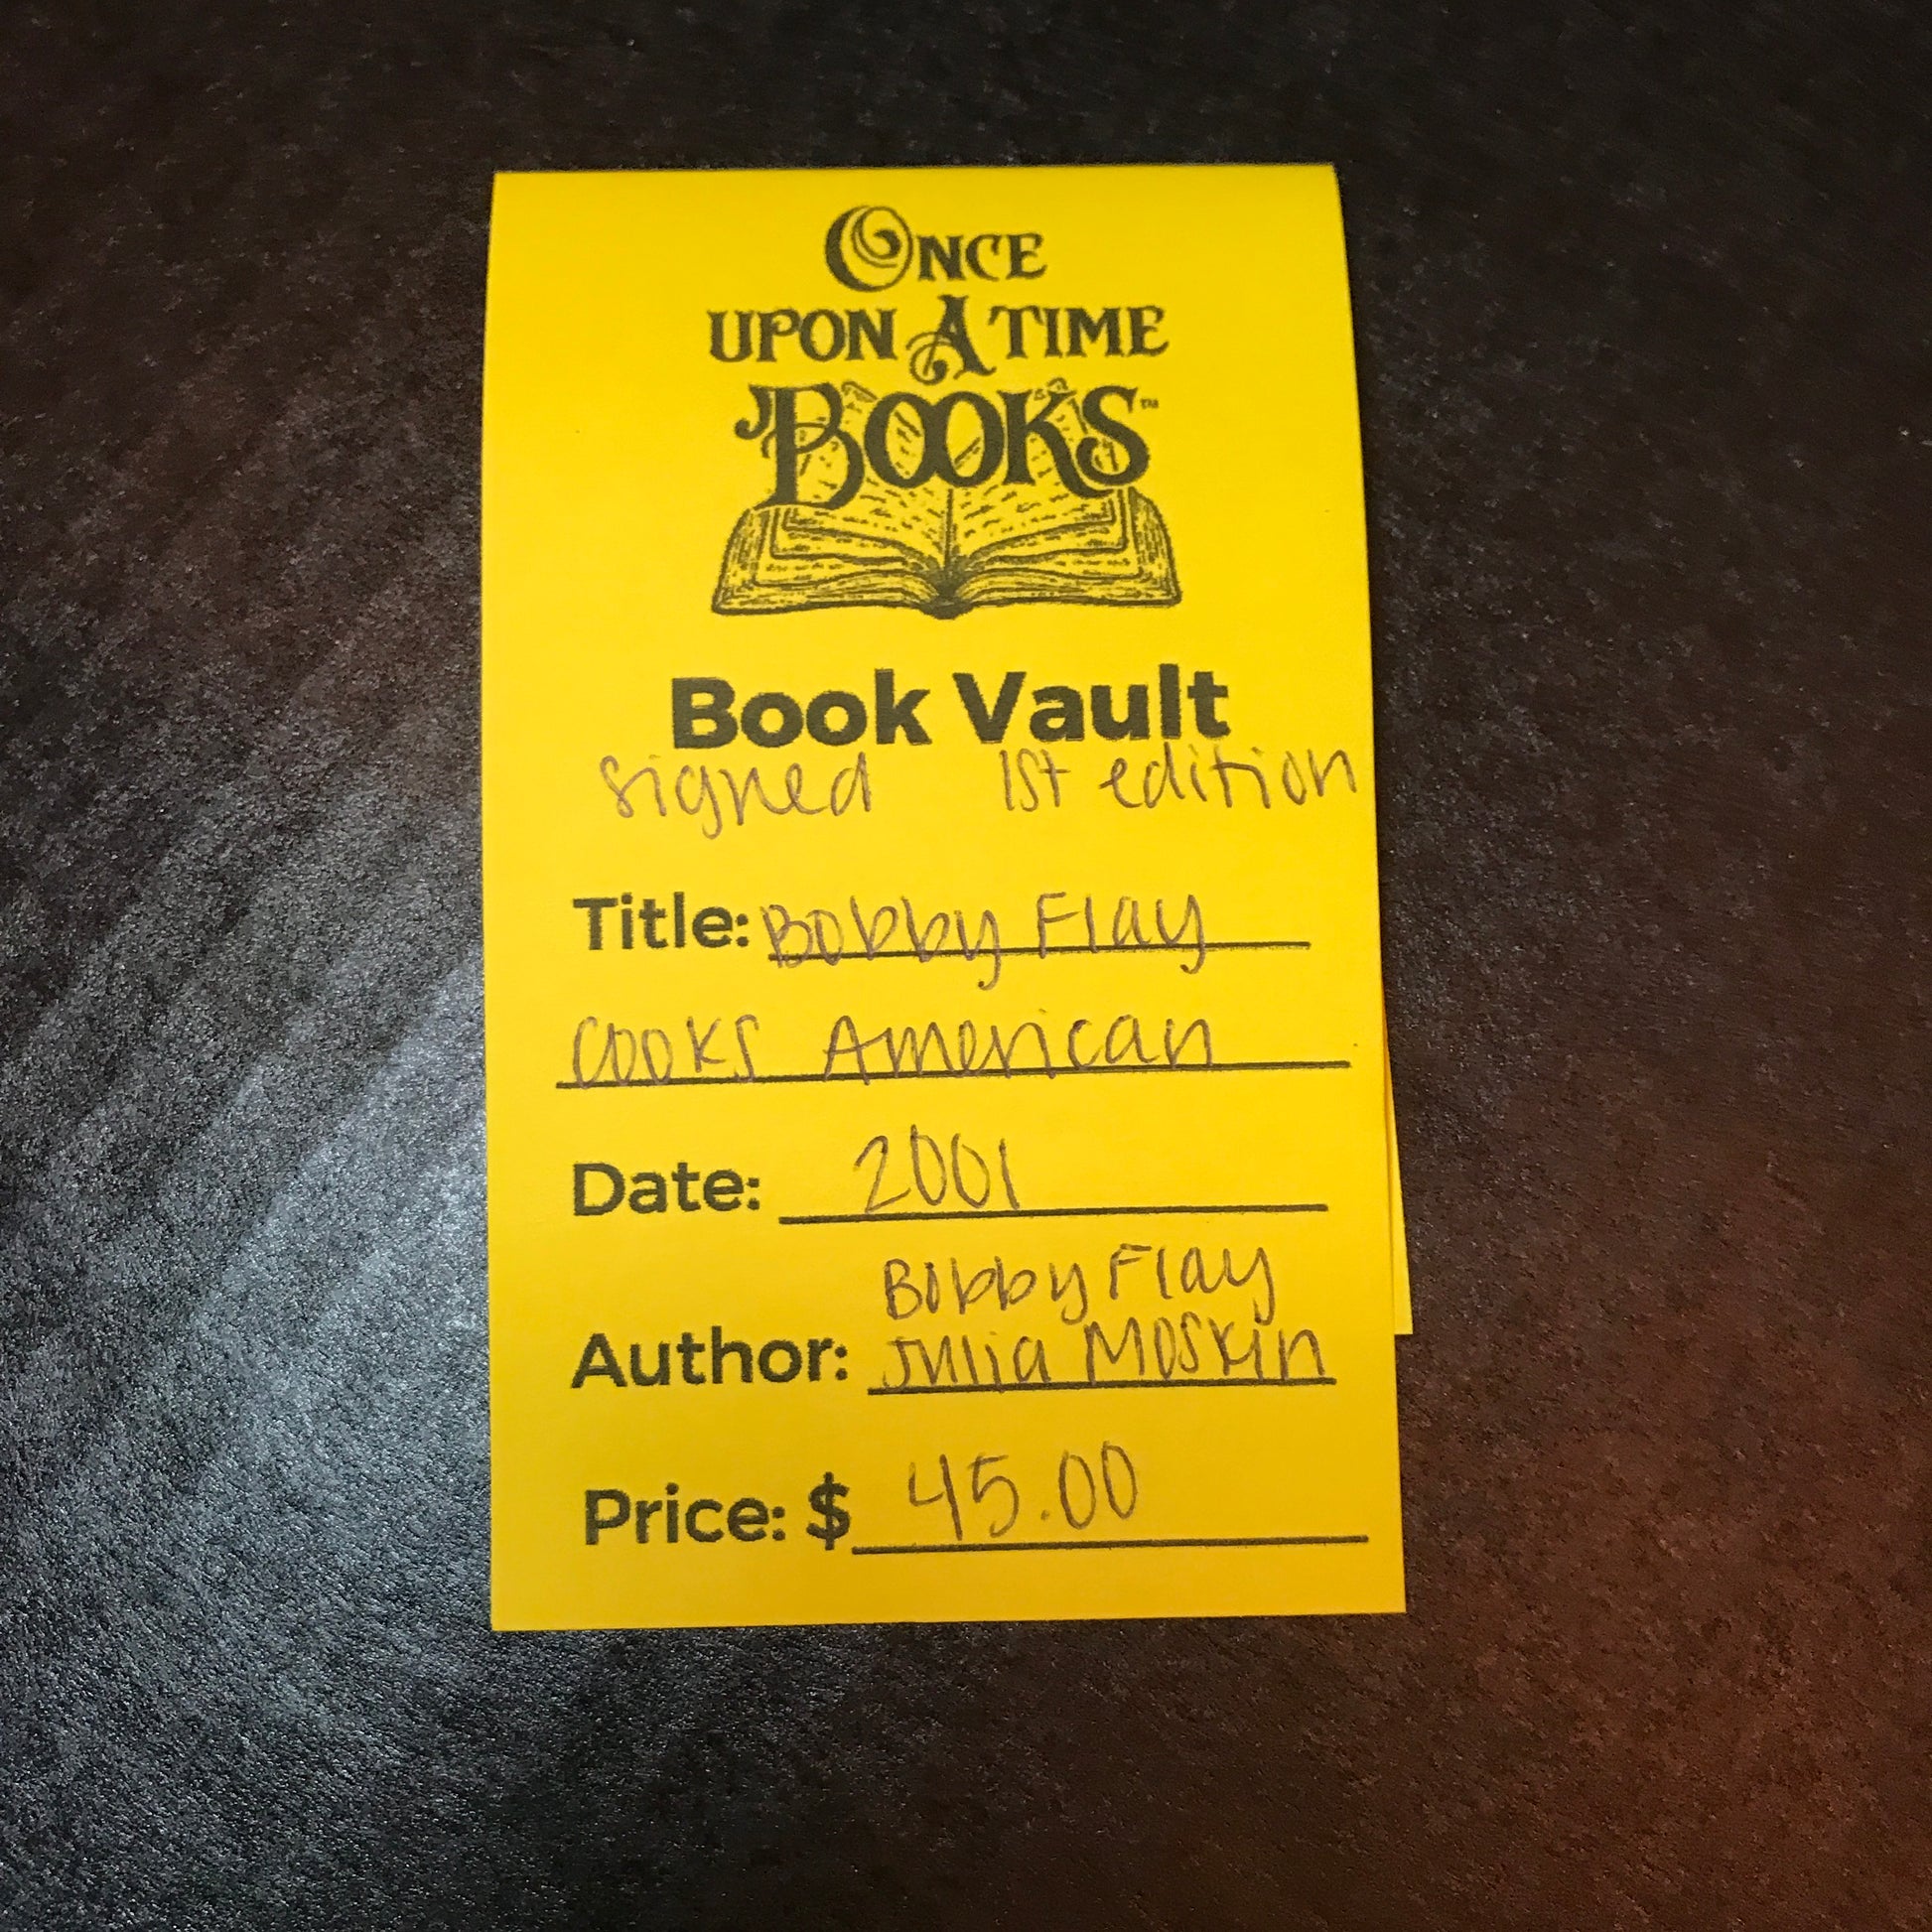 ONCE
UPON A TIME
BOOKS™
Book Vault
signed 1st edition
Title: Bobby Flay
Cooks American
Date: 2001
Bobby Flay
Author: Julia Moskin
Price: $ 45.00